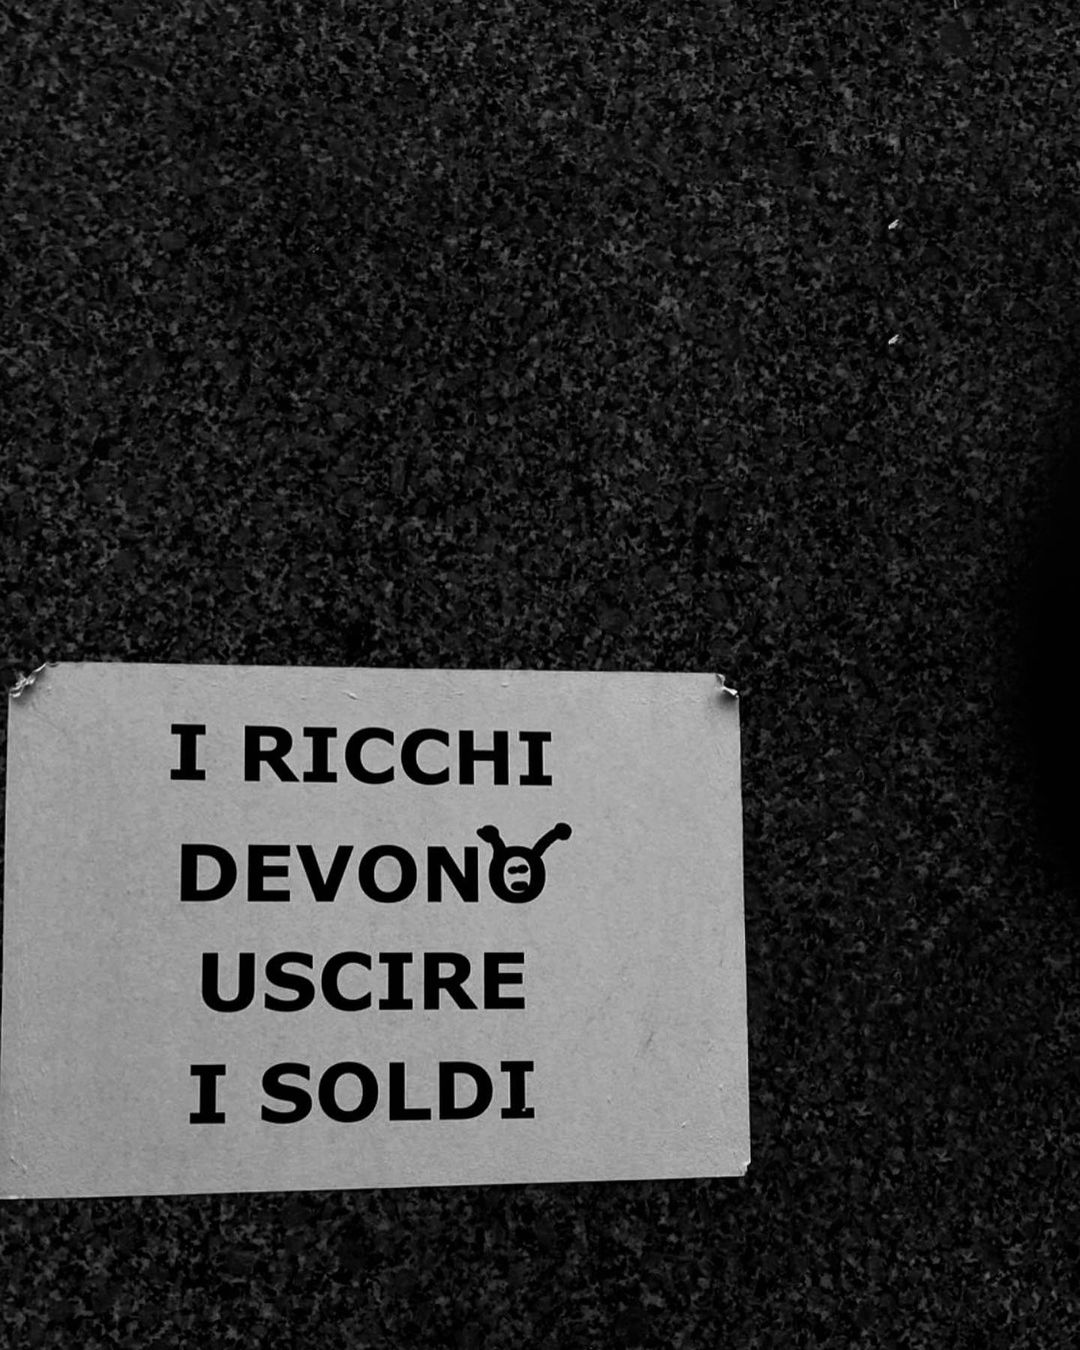 I RICCHI
DEVONO
USCIRE
I SOLDI